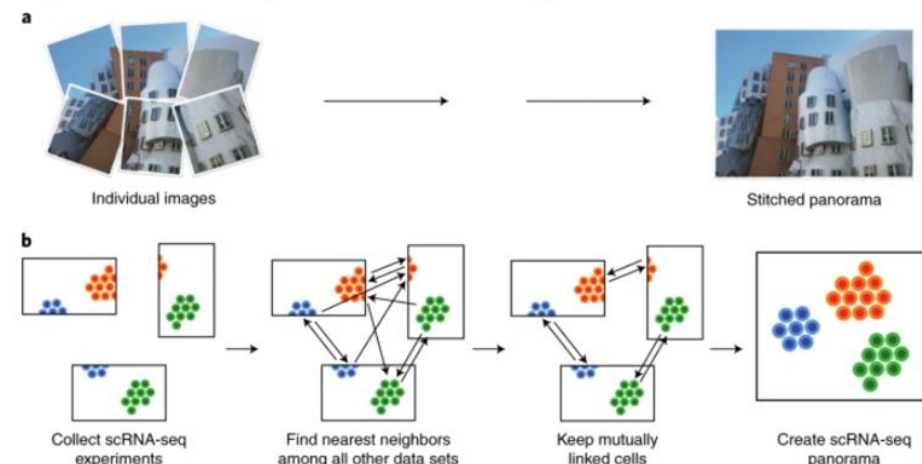 a
Individual images
Stitched panorama
b
Collect scRNA-seq
experiments
Find nearest neighbors
among all other data sets
Keep mutually
linked cells
Create scRNA-seq
panorama